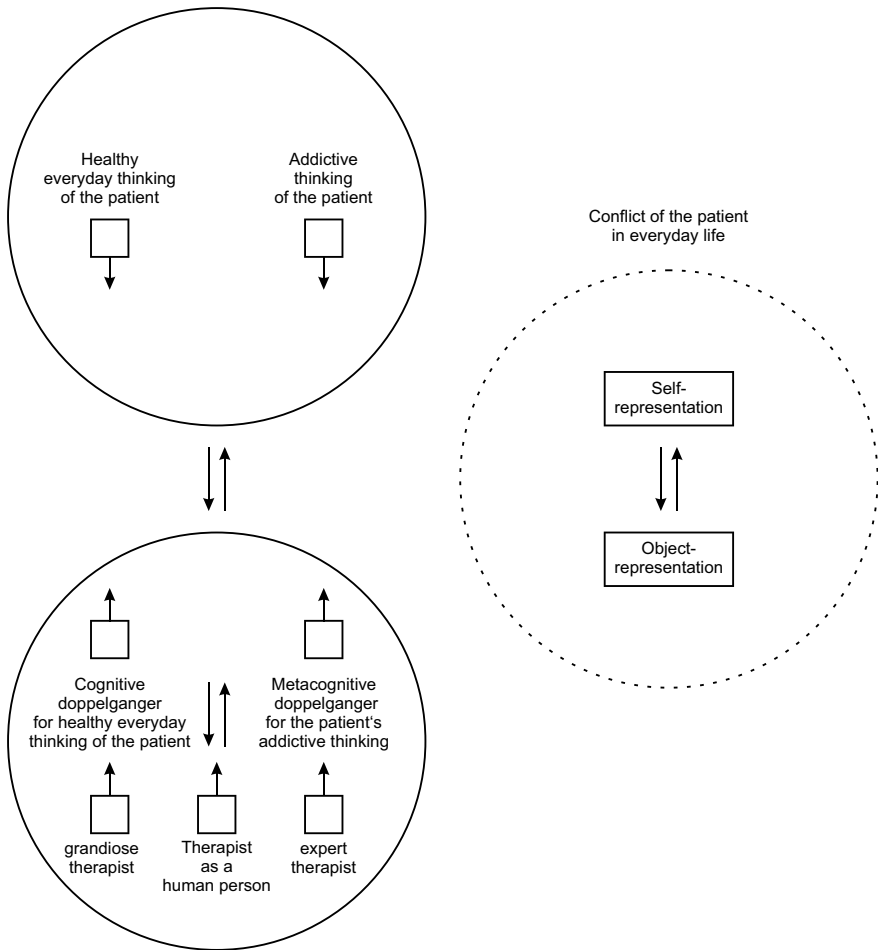 Healthy
everyday thinking
of the patient
Addictive
thinking
of the patient
Conflict of the patient
in everyday life
Self-
representation
Object-
representation
Cognitive
doppelganger
for healthy everyday
thinking of the patient
Metacognitive
doppelganger
for the patient‘s
addictive thinking
grandiose
therapist
Therapist
as a
human person
expert
therapist